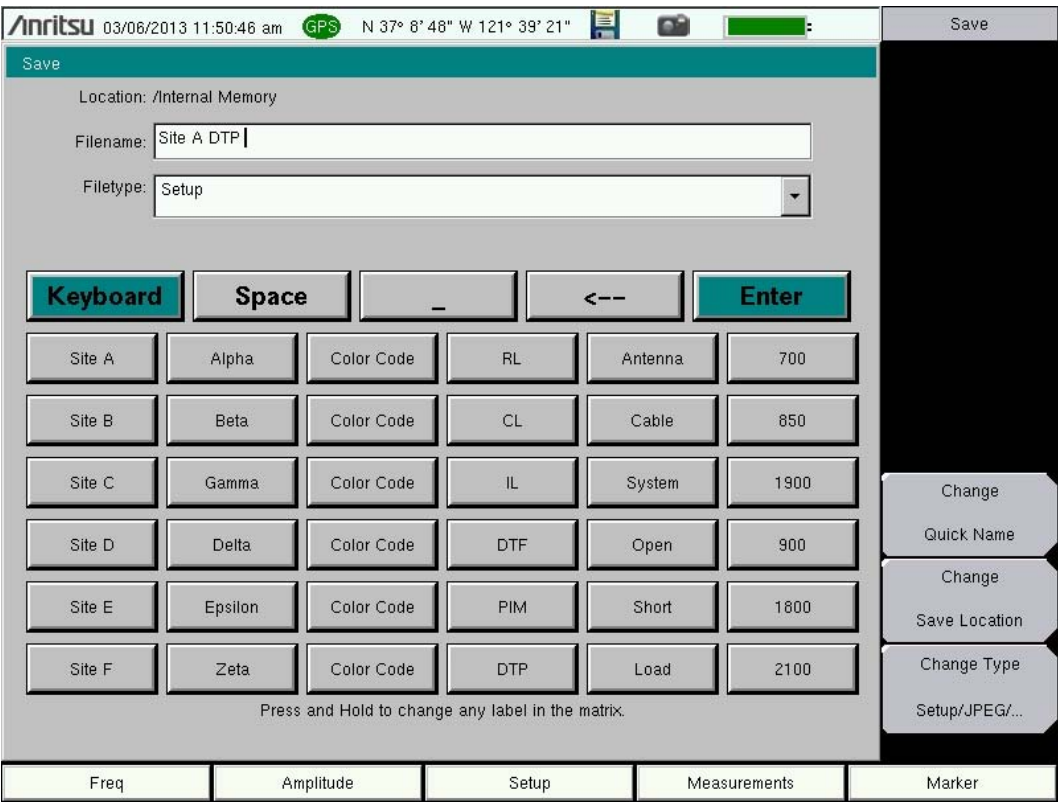 /Inritsu 03/06/2013 11:50:46 am GPS N 37º 8' 48" W 121º 39' 21" Save
Save
Location: /Internal Memory
Filename: Site A DTP
Filetype: Setup
Keyboard Space _ <-- Enter
Site A Alpha Color Code RL Antenna 700
Site B Beta Color Code CL Cable 850
Site C Gamma Color Code IL System 1900
Site D Delta Color Code DTF Open 900
Site E Epsilon Color Code PIM Short 1800
Site F Zeta Color Code DTP Load 2100
Press and Hold to change any label in the matrix.
Change
Quick Name
Change
Save Location
Change Type
Setup/JPEG/...
Freq Amplitude Setup Measurements Marker